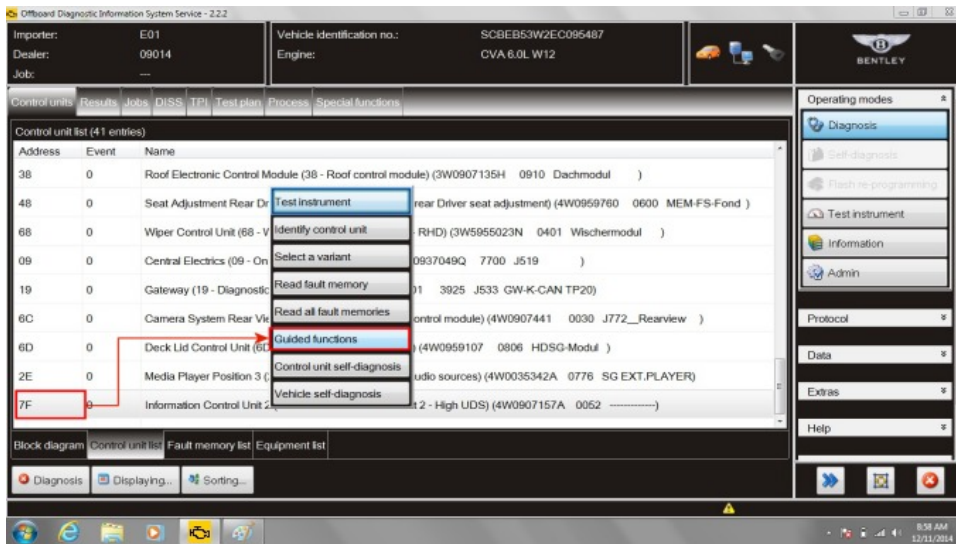 Offboard Diagnostic Information System Service - 2.2.2
Importer: E01
Dealer: 09014
Job: ---
Vehicle identification no.: SCBEB53W2EC095487
Engine: CVA 6.0L W12
BENTLEY
Control units Results Jobs DISS TPI Test plan Process Special functions
Control unit list (41 entries)
Address Event Name
38 0 Roof Electronic Control Module (38 - Roof control module) (3W0907135H 0910 Dachmodul )
48 0 Seat Adjustment Rear Dr rear Driver seat adjustment) (4W0959760 0600 MEM-FS-Fond )
68 0 Wiper Control Unit (68 - RHD) (3W5955023N 0401 Wischermodul )
09 0 Central Electrics (09 - On 0937049Q 7700 J519 )
19 0 Gateway (19 - Diagnostic 01 3925 J533 GW-K-CAN TP20)
6C 0 Camera System Rear Vie ontrol module) (4W0907441 0030 J772__Rearview )
6D 0 Deck Lid Control Unit (6D ) (4W0959107 0806 HDSG-Modul )
2E 0 Media Player Position 3 ( udio sources) (4W0035342A 0776 SG EXT.PLAYER)
7F 0 Information Control Unit 2 ( t 2 - High UDS) (4W0907157A 0052 ------------)
Test instrument
Identify control unit
Select a variant
Read fault memory
Read all fault memories
Guided functions
Control unit self-diagnosis
Vehicle self-diagnosis
Block diagram Control unit list Fault memory list Equipment list
Diagnosis Displaying... Sorting...
Operating modes
Diagnosis
Self-diagnosis
Flash re-programming
Test instrument
Information
Admin
Protocol
Data
Extras
Help
8:58 AM
12/11/2014